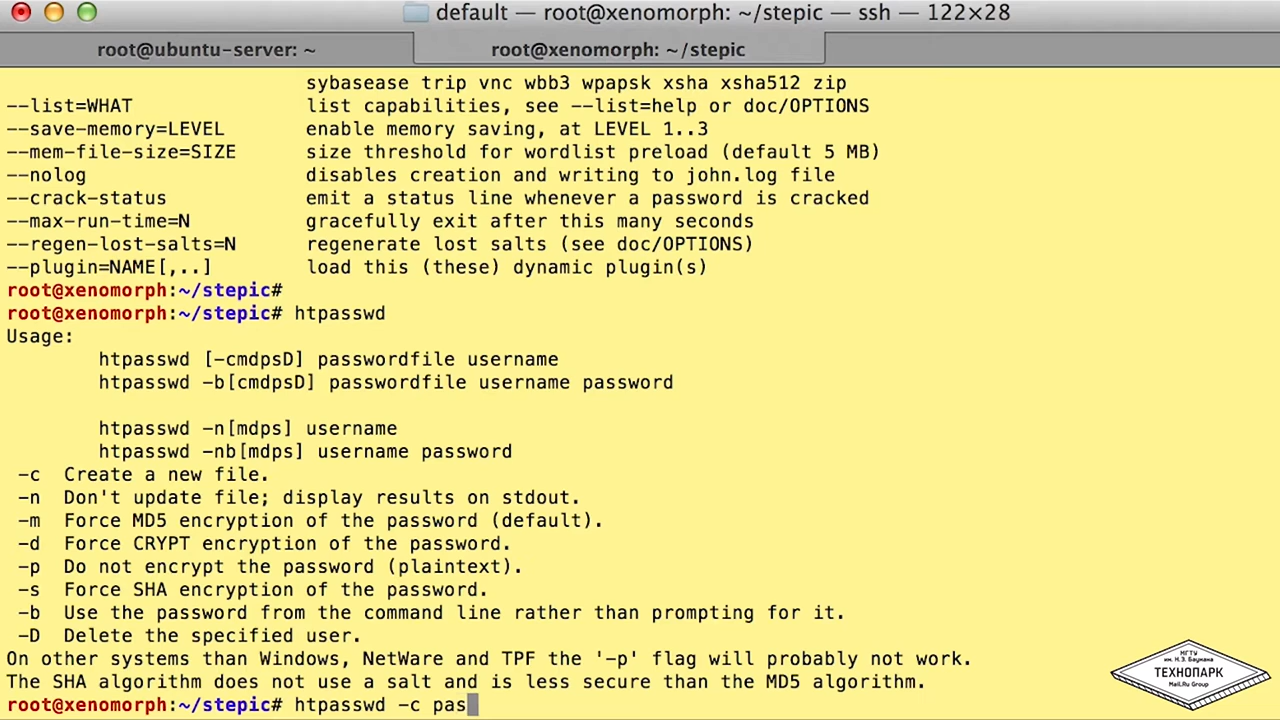 default — root@xenomorph: ~/stepic — ssh — 122×28
root@ubuntu-server: ~
root@xenomorph: ~/stepic
sybasease trip vnc wbb3 wpapsk xsha xsha512 zip
--list=WHAT list capabilities, see --list=help or doc/OPTIONS
--save-memory=LEVEL enable memory saving, at LEVEL 1..3
--mem-file-size=SIZE size threshold for wordlist preload (default 5 MB)
--nolog disables creation and writing to john.log file
--crack-status emit a status line whenever a password is cracked
--max-run-time=N gracefully exit after this many seconds
--regen-lost-salts=N regenerate lost salts (see doc/OPTIONS)
--plugin=NAME[,..] load this (these) dynamic plugin(s)
root@xenomorph:~/stepic#
root@xenomorph:~/stepic# htpasswd
Usage:
htpasswd [-cmdpsD] passwordfile username
htpasswd -b[cmdpsD] passwordfile username password
htpasswd -n[mdps] username
htpasswd -nb[mdps] username password
-c Create a new file.
-n Don't update file; display results on stdout.
-m Force MD5 encryption of the password (default).
-d Force CRYPT encryption of the password.
-p Do not encrypt the password (plaintext).
-s Force SHA encryption of the password.
-b Use the password from the command line rather than prompting for it.
-D Delete the specified user.
On other systems than Windows, NetWare and TPF the '-p' flag will probably not work.
The SHA algorithm does not use a salt and is less secure than the MD5 algorithm.
root@xenomorph:~/stepic# htpasswd -c pas
МГТУ
им. Н.Э. Баумана
ТЕХНОПАРК
Mail.Ru Group